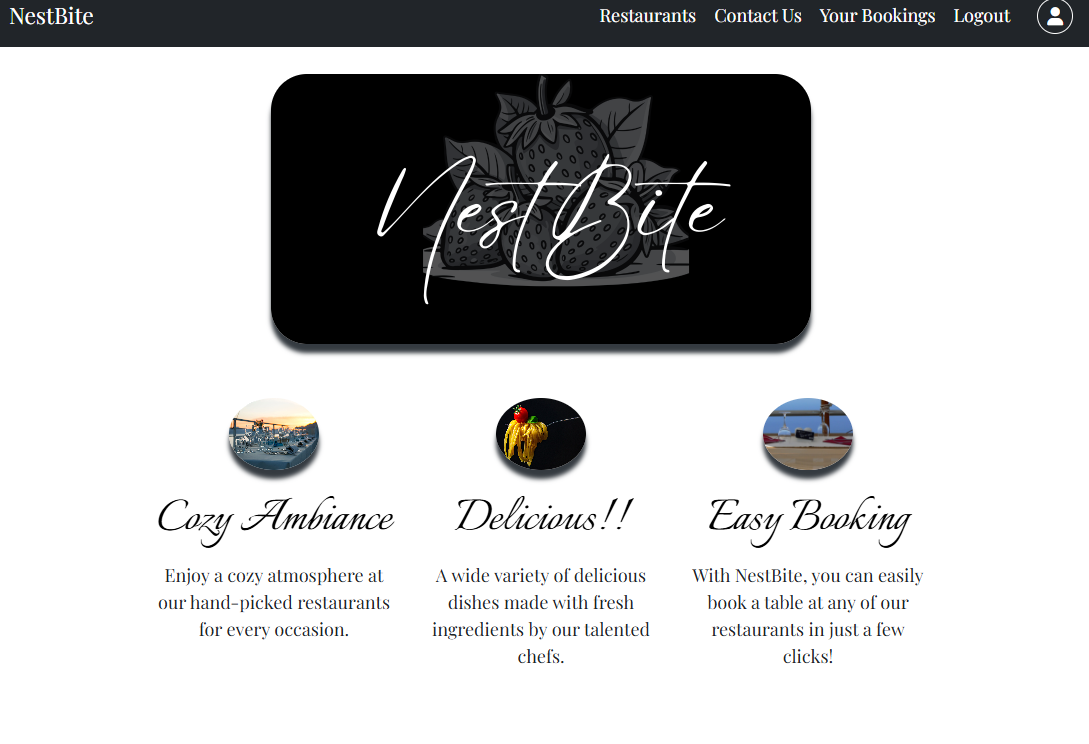 NestBite
Restaurants Contact Us Your Bookings Logout
NestBite
Cozy Ambiance
Enjoy a cozy atmosphere at
our hand-picked restaurants
for every occasion.
Delicious!!
A wide variety of delicious
dishes made with fresh
ingredients by our talented
chefs.
Easy Booking
With NestBite, you can easily
book a table at any of our
restaurants in just a few
clicks!